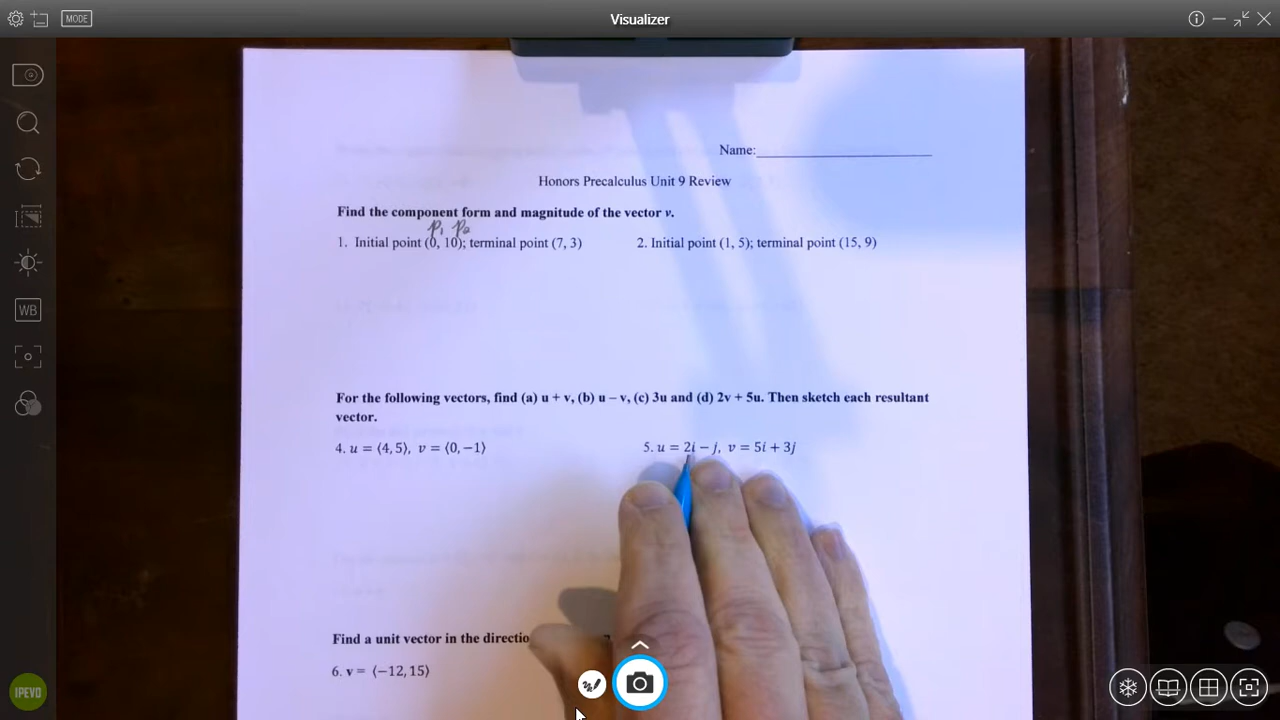 Visualizer
MODE
Name:
Honors Precalculus Unit 9 Review
Find the component form and magnitude of the vector v.
p₁ p₂
1. Initial point (0, 10); terminal point (7, 3)
2. Initial point (1, 5); terminal point (15, 9)
For the following vectors, find (a) u + v, (b) u – v, (c) 3u and (d) 2v + 5u. Then sketch each resultant
vector.
4. u = ⟨4, 5⟩, v = ⟨0, −1⟩
5. u = 2i − j, v = 5i + 3j
Find a unit vector in the directio
6. v = ⟨−12, 15⟩
WB
IPEVO